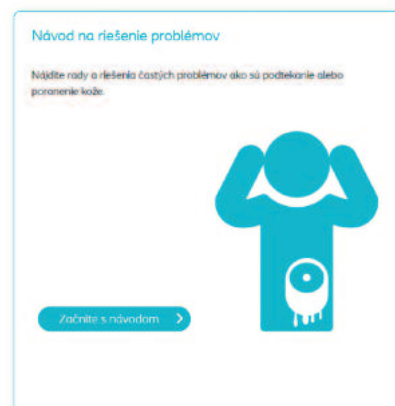 Návod na riešenie problémov
Nájdite rady a riešenia častých problémov ako sú podtekanie alebo
poranenie kože.
Začnite s návodom